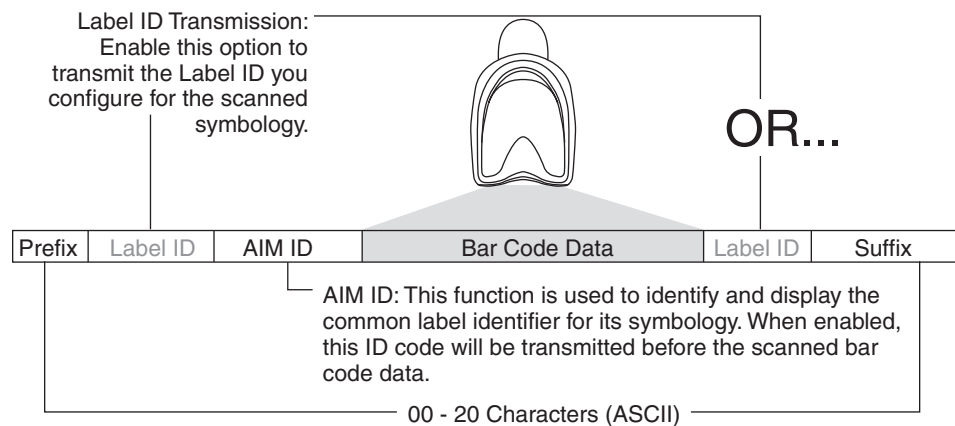 Label ID Transmission:
Enable this option to
transmit the Label ID you
configure for the scanned
symbology.
OR...
Prefix Label ID AIM ID Bar Code Data Label ID Suffix
AIM ID: This function is used to identify and display the
common label identifier for its symbology. When enabled,
this ID code will be transmitted before the scanned bar
code data.
00 - 20 Characters (ASCII)